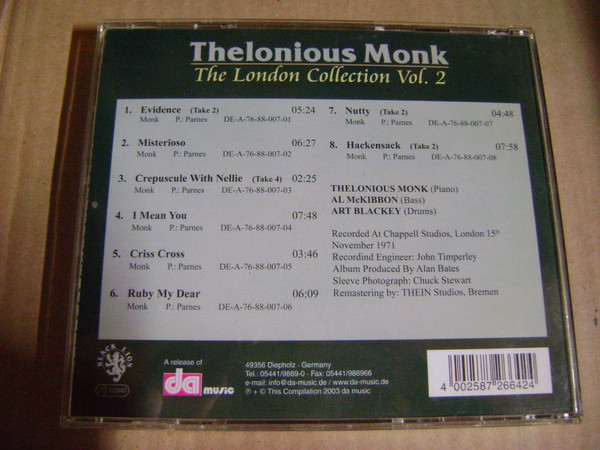 Thelonious Monk
The London Collection Vol. 2
1. Evidence (Take 2) 05:24
Monk P.: Parnes DE-A-76-88-007-01
2. Misterioso 06:27
Monk P.: Parnes DE-A-76-88-007-02
3. Crepuscule With Nellie (Take 4) 02:25
Monk P.: Parnes DE-A-76-88-007-03
4. I Mean You 07:48
Monk P.: Parnes DE-A-76-88-007-04
5. Criss Cross 03:46
Monk P.: Parnes DE-A-76-88-007-05
6. Ruby My Dear 06:09
Monk P.: Parnes DE-A-76-88-007-06
7. Nutty (Take 2) 04:48
Monk P.: Parnes DE-A-76-88-007-07
8. Hackensack (Take 2) 07:58
Monk P.: Parnes DE-A-76-88-007-08
THELONIOUS MONK (Piano)
AL McKIBBON (Bass)
ART BLACKEY (Drums)
Recorded At Chappell Studios, London 15th
November 1971
Recordind Engineer: John Timperley
Album Produced By Alan Bates
Sleeve Photograph: Chuck Stewart
Remastering by: THEIN Studios, Bremen
BLACK LION
A release of
da music
49356 Diepholz · Germany
Tel.: 05441/9869-0 · Fax: 05441/986966
e-mail: info@da-music.de / www.da-music.de
℗ + © This Compilation 2003 da music
4 002587 266424